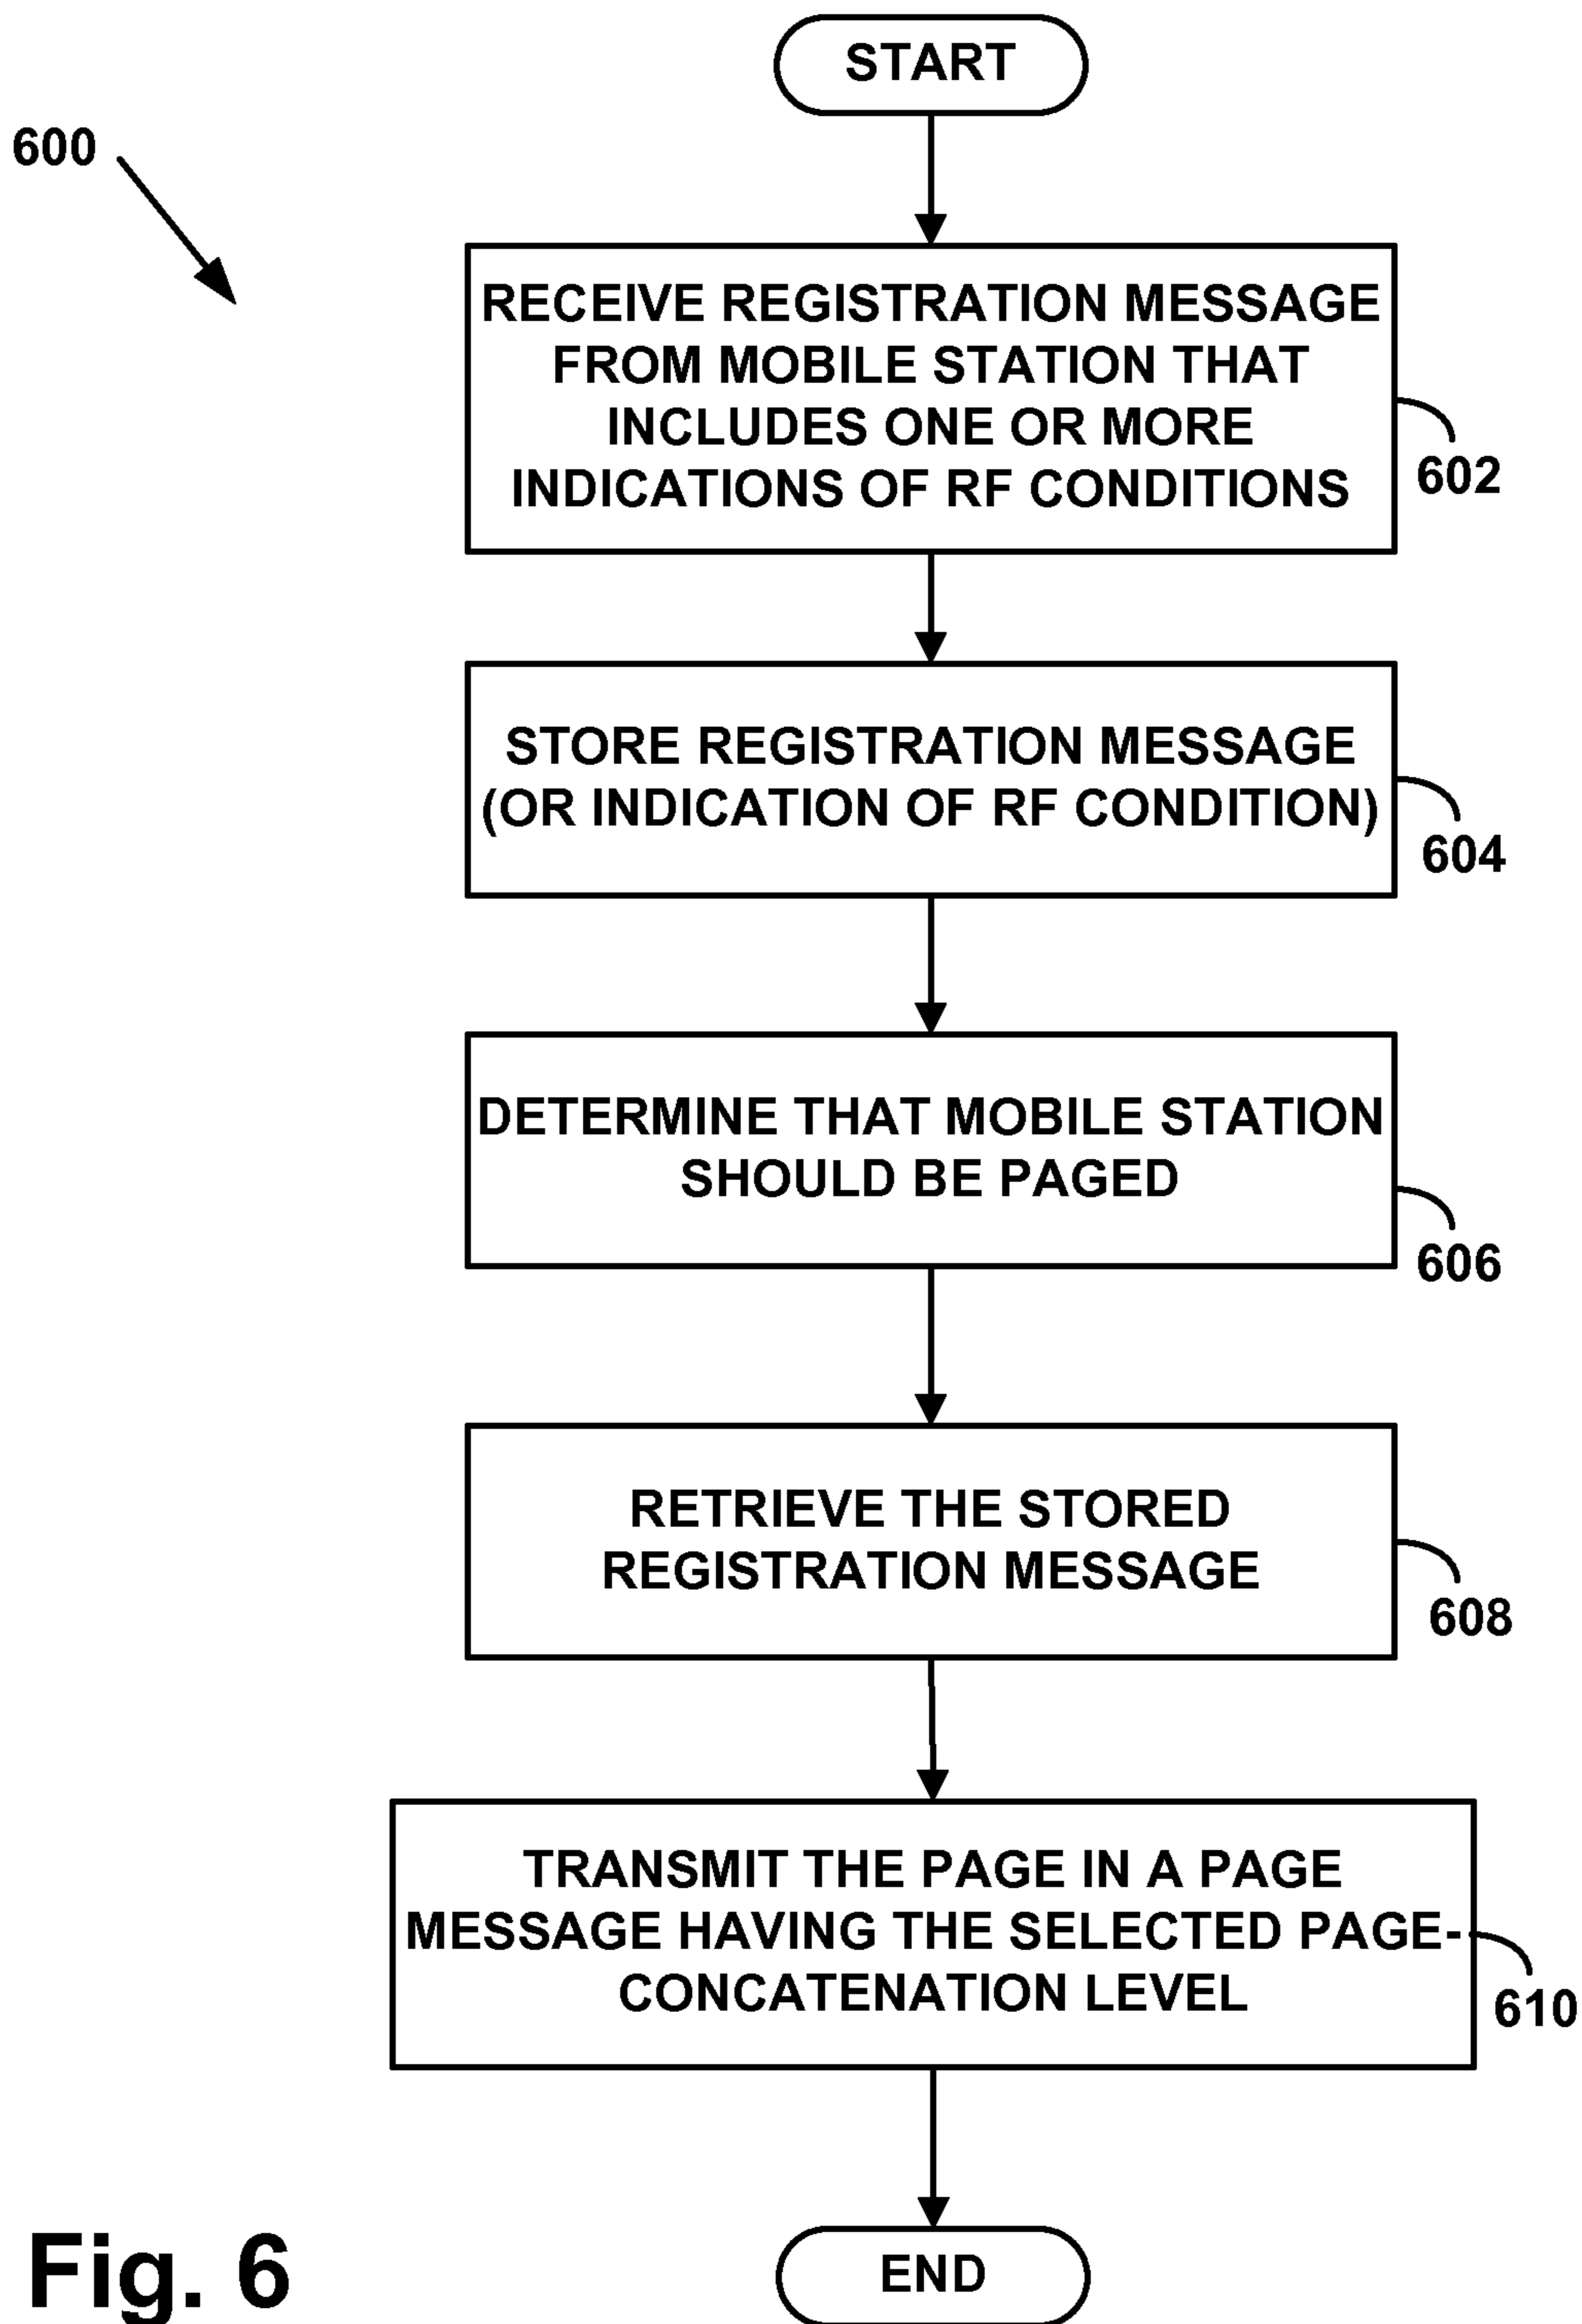 START
600
RECEIVE REGISTRATION MESSAGE
FROM MOBILE STATION THAT
INCLUDES ONE OR MORE
INDICATIONS OF RF CONDITIONS
602
STORE REGISTRATION MESSAGE
(OR INDICATION OF RF CONDITION)
604
DETERMINE THAT MOBILE STATION
SHOULD BE PAGED
606
RETRIEVE THE STORED
REGISTRATION MESSAGE
608
TRANSMIT THE PAGE IN A PAGE
MESSAGE HAVING THE SELECTED PAGE-
CONCATENATION LEVEL
610
END
Fig. 6